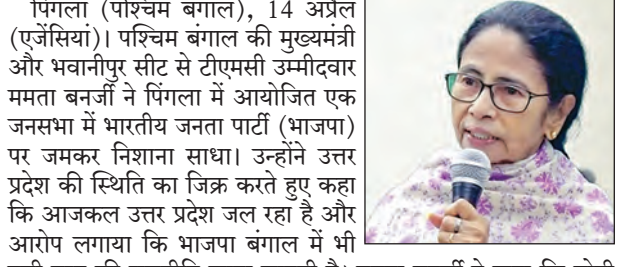 पिंगला (पश्चिम बंगाल), 14 अप्रैल
(एजेंसियां)। पश्चिम बंगाल की मुख्यमंत्री
और भवानीपुर सीट से टीएमसी उम्मीदवार
ममता बनर्जी ने पिंगला में आयोजित एक
जनसभा में भारतीय जनता पार्टी (भाजपा)
पर जमकर निशाना साधा। उन्होंने उत्तर
प्रदेश की स्थिति का जिक्र करते हुए कहा
कि आजकल उत्तर प्रदेश जल रहा है और
आरोप लगाया कि भाजपा बंगाल में भी